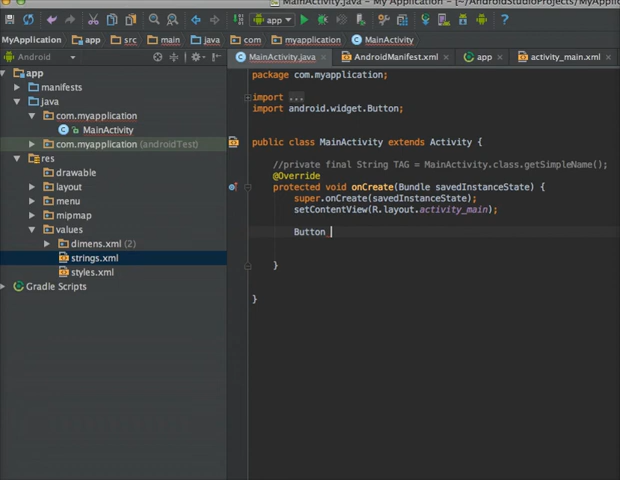 MainActivity.java - My Application - [~/AndroidStudioProjects/MyAp
app
MyApplication app src main java com myapplication MainActivity
Android
MainActivity.java AndroidManifest.xml app activity_main.xml
app
manifests
java
com.myapplication
MainActivity
com.myapplication (androidTest)
res
drawable
layout
menu
mipmap
values
dimens.xml (2)
strings.xml
styles.xml
Gradle Scripts
package com.myapplication;
import ...
import android.widget.Button;
public class MainActivity extends Activity {
//private final String TAG = MainActivity.class.getSimpleName();
@Override
protected void onCreate(Bundle savedInstanceState) {
super.onCreate(savedInstanceState);
setContentView(R.layout.activity_main);
Button
}
}